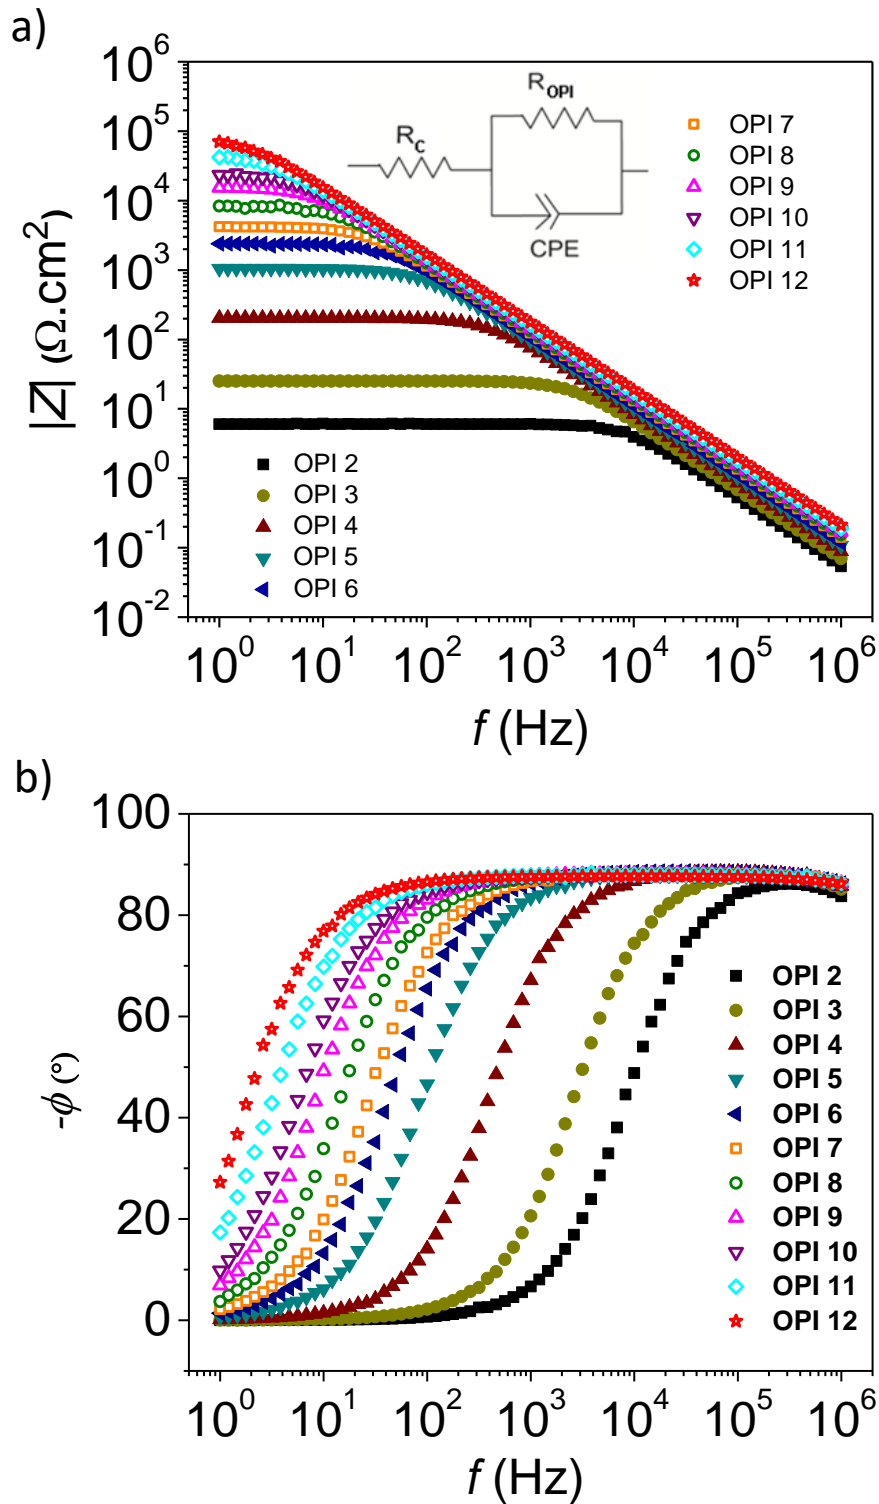 a)
10^6
10^5
10^4
10^3
10^2
10^1
10^0
10^-1
10^-2
|Z| (Ω.cm²)
R_C
R_OPI
CPE
OPI 7
OPI 8
OPI 9
OPI 10
OPI 11
OPI 12
OPI 2
OPI 3
OPI 4
OPI 5
OPI 6
10^0 10^1 10^2 10^3 10^4 10^5 10^6
f (Hz)
b)
100
80
60
40
20
0
-ϕ (°)
OPI 2
OPI 3
OPI 4
OPI 5
OPI 6
OPI 7
OPI 8
OPI 9
OPI 10
OPI 11
OPI 12
10^0 10^1 10^2 10^3 10^4 10^5 10^6
f (Hz)